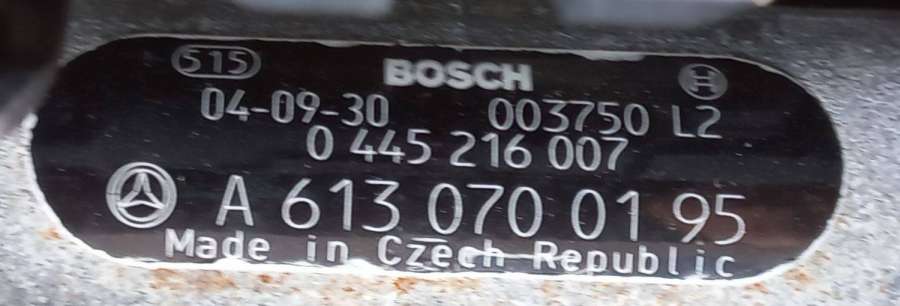 515 BOSCH
04-09-30 003750 L2
0 445 216 007
A 613 070 01 95
Made in Czech Republic